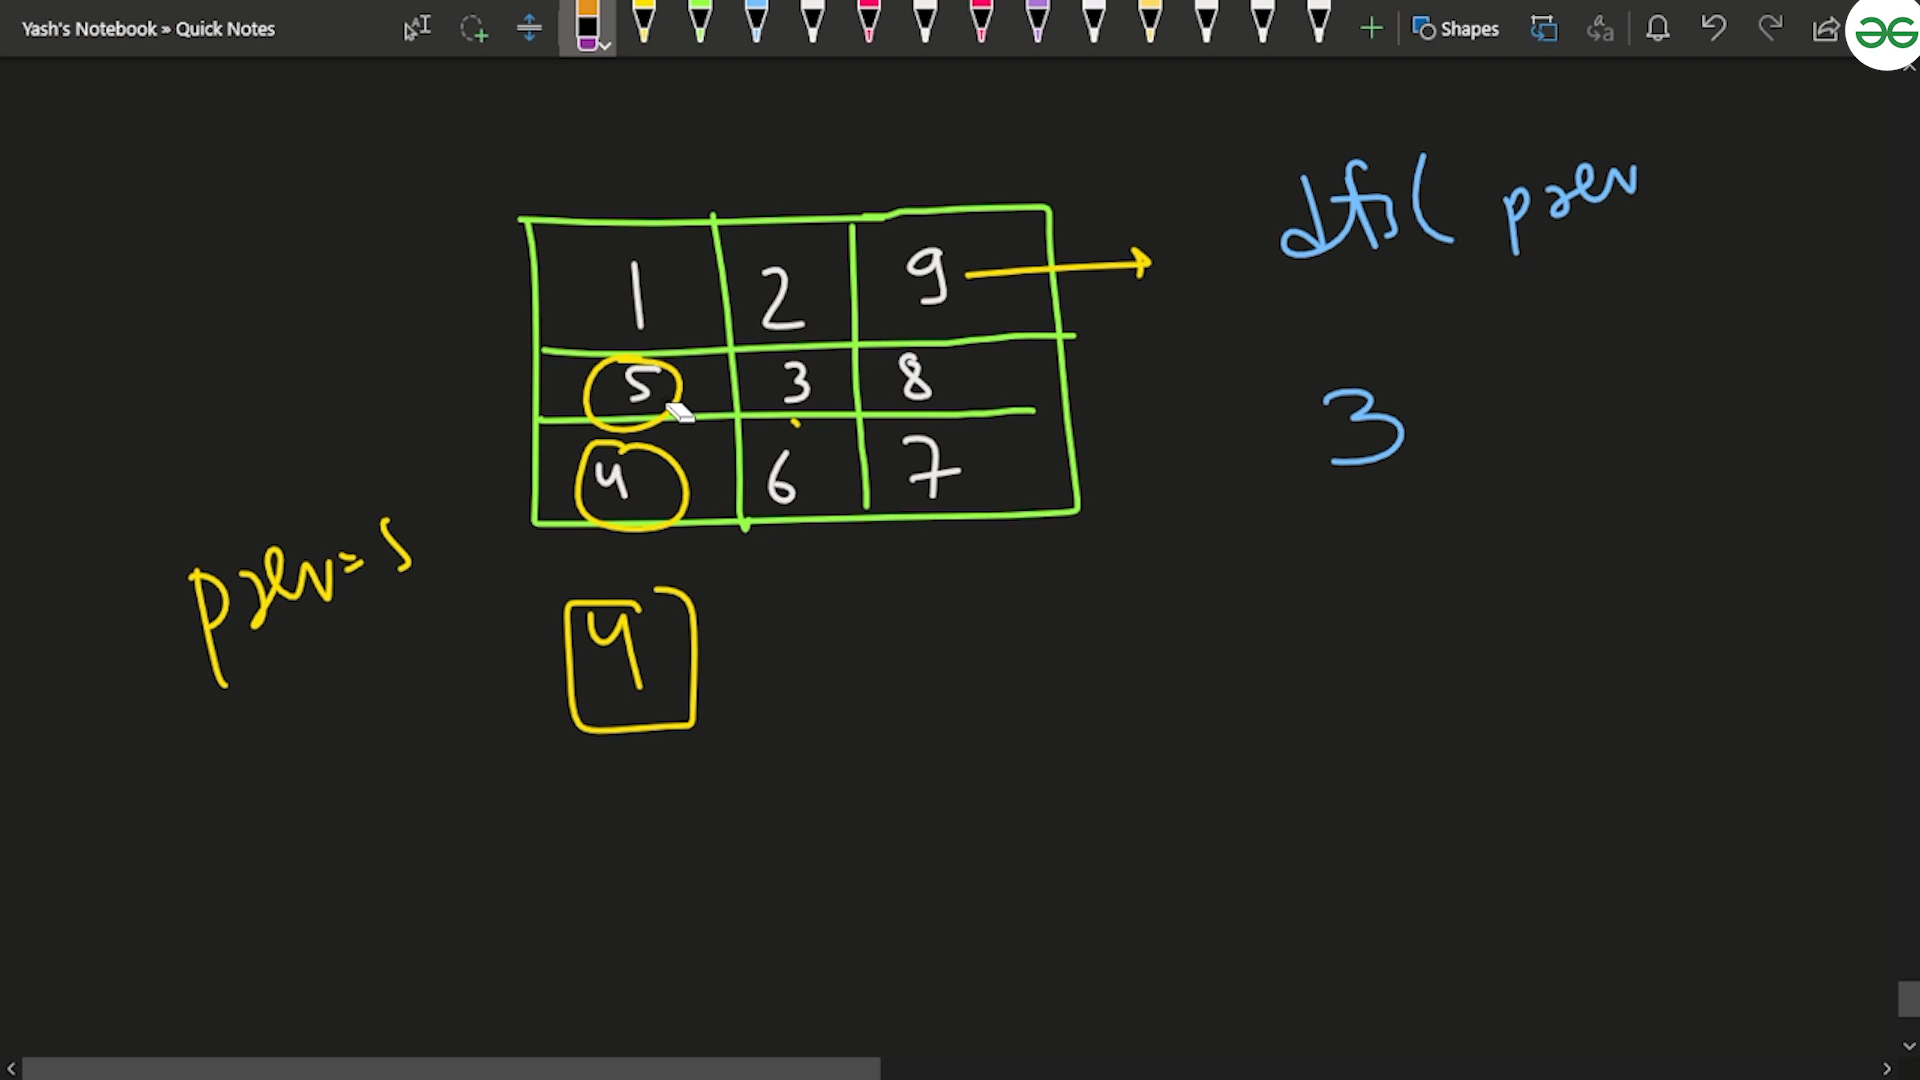 Yash's Notebook » Quick Notes
Shapes
dfs( prev
1 2 9
5 3 8
4 6 7
3
prev=5
4